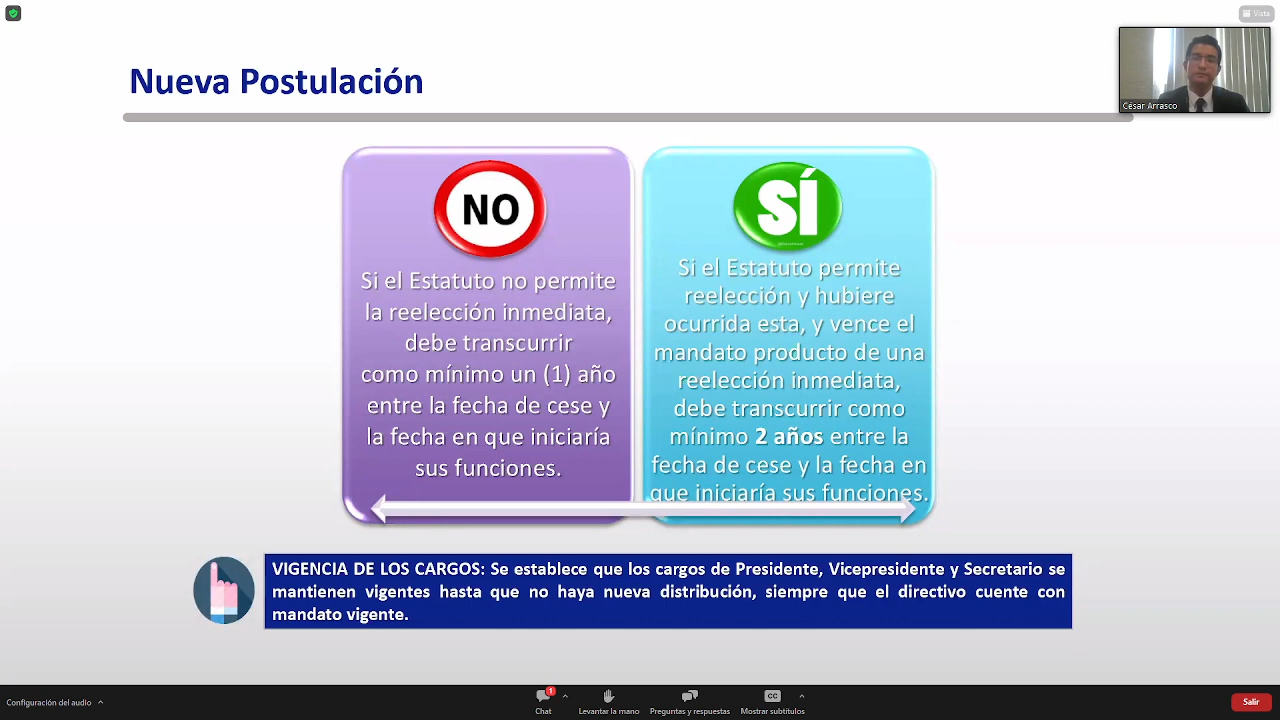 Vista
Nueva Postulación
César Arrasco
NO
Si el Estatuto no permite
la reelección inmediata,
debe transcurrir
como mínimo un (1) año
entre la fecha de cese y
la fecha en que iniciaría
sus funciones.
SÍ
Si el Estatuto permite
reelección y hubiere
ocurrida esta, y vence el
mandato producto de una
reelección inmediata,
debe transcurrir como
mínimo 2 años entre la
fecha de cese y la fecha en
que iniciaría sus funciones.
VIGENCIA DE LOS CARGOS: Se establece que los cargos de Presidente, Vicepresidente y Secretario se
mantienen vigentes hasta que no haya nueva distribución, siempre que el directivo cuente con
mandato vigente.
Configuración del audio
1
Chat
Levantar la mano
Preguntas y respuestas
CC
Mostrar subtítulos
Salir